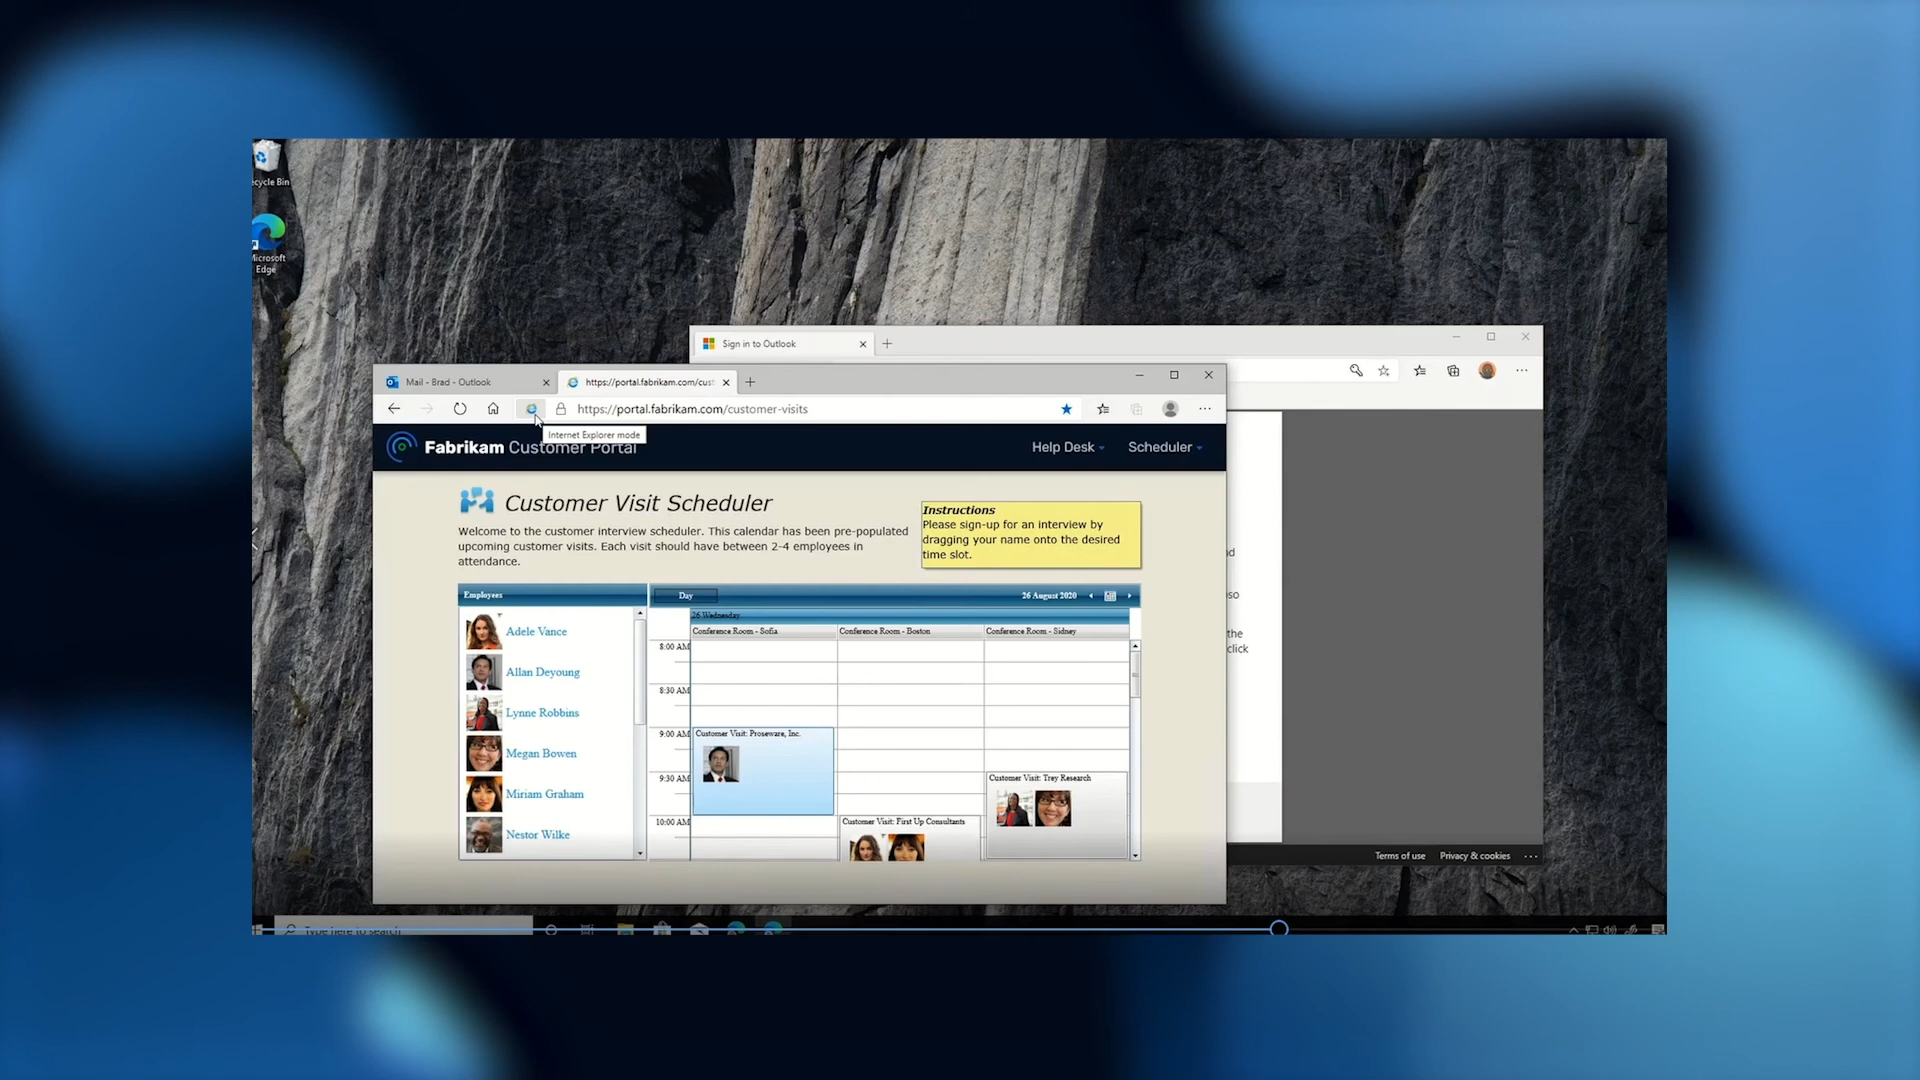 ecycle Bin
Microsoft
Edge
Sign in to Outlook
Mail - Brad - Outlook
https://portal.fabrikam.com/cust
https://portal.fabrikam.com/customer-visits
Internet Explorer mode
Fabrikam Customer Portal
Help Desk
Scheduler
Customer Visit Scheduler
Welcome to the customer interview scheduler. This calendar has been pre-populated
upcoming customer visits. Each visit should have between 2-4 employees in
attendance.
Instructions
Please sign-up for an interview by
dragging your name onto the desired
time slot.
Employees
Adele Vance
Allan Deyoung
Lynne Robbins
Megan Bowen
Miriam Graham
Nestor Wilke
Day
26 August 2020
26 Wednesday
Conference Room - Sofia
Conference Room - Boston
Conference Room - Sidney
8:00 AM
8:30 AM
9:00 AM
Customer Visit: Proseware, Inc.
9:30 AM
Customer Visit: Trey Research
10:00 AM
Customer Visit: First Up Consultants
the
click
Terms of use
Privacy & cookies
Type here to search